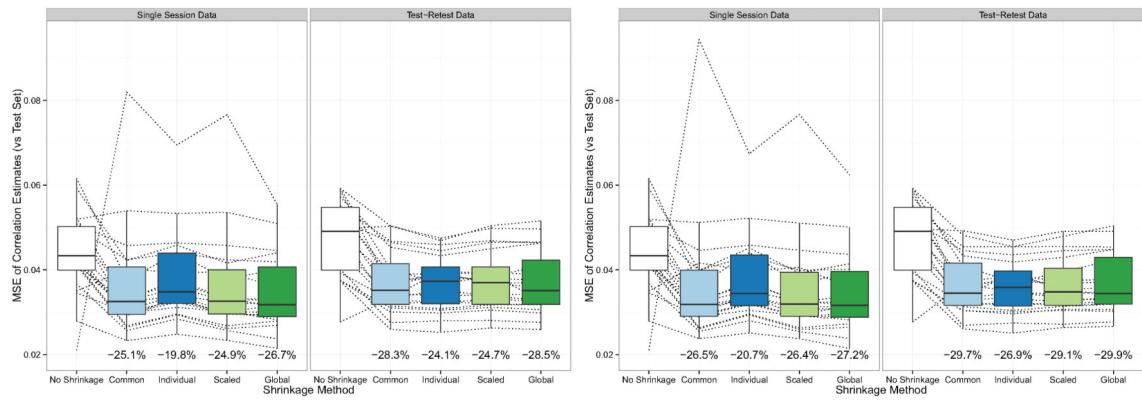 Single Session Data
Test-Retest Data
MSE of Correlation Estimates (vs Test Set)
0.08
0.06
0.04
0.02
−25.1% −19.8% −24.9% −26.7%
−28.3% −24.1% −24.7% −28.5%
No Shrinkage Common Individual Scaled Global
No Shrinkage Common Individual Scaled Global
Shrinkage Method
Single Session Data
Test-Retest Data
MSE of Correlation Estimates (vs Test Set)
0.08
0.06
0.04
0.02
−26.5% −20.7% −26.4% −27.2%
−29.7% −26.9% −29.1% −29.9%
No Shrinkage Common Individual Scaled Global
No Shrinkage Common Individual Scaled Global
Shrinkage Method